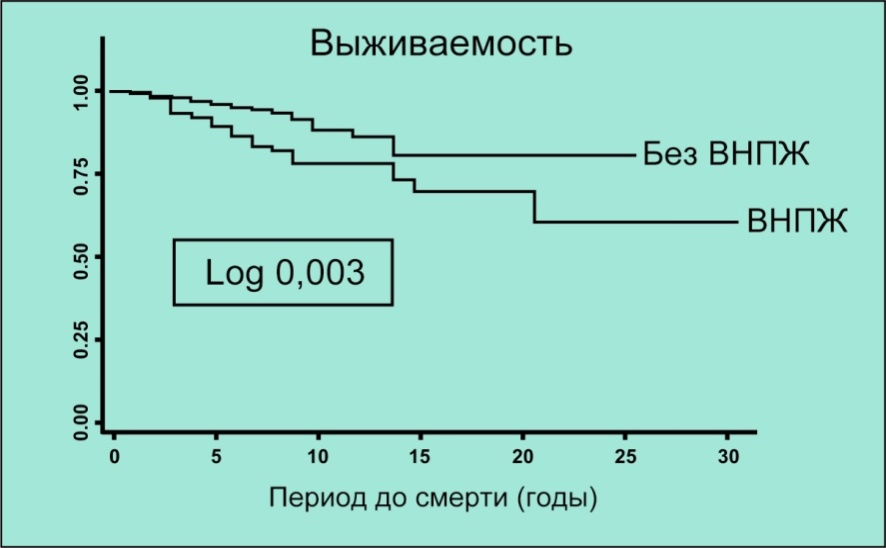 Выживаемость
1.00
0.75
0.50
0.25
0.00
Без ВНПЖ
ВНПЖ
Log 0,003
0 5 10 15 20 25 30
Период до смерти (годы)